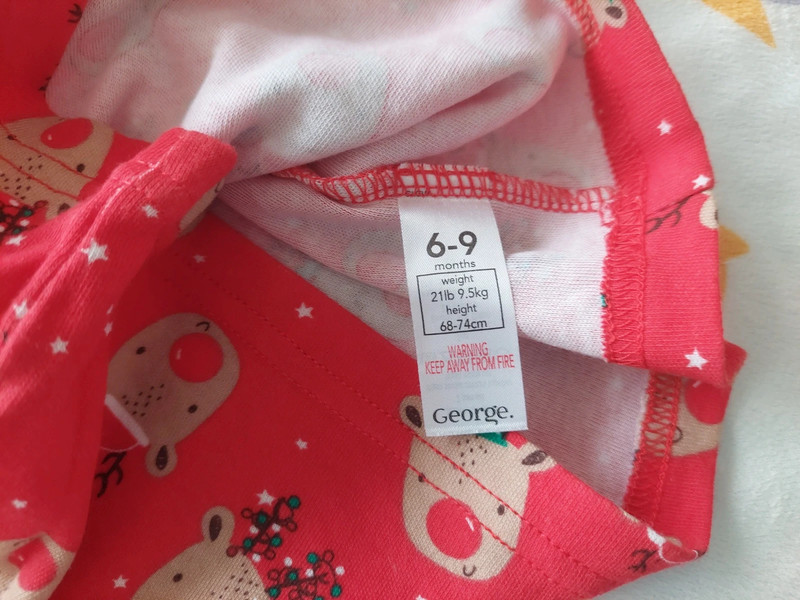 6-9
months
weight
21lb 9.5kg
height
68-74cm
WARNING
KEEP AWAY FROM FIRE
George.